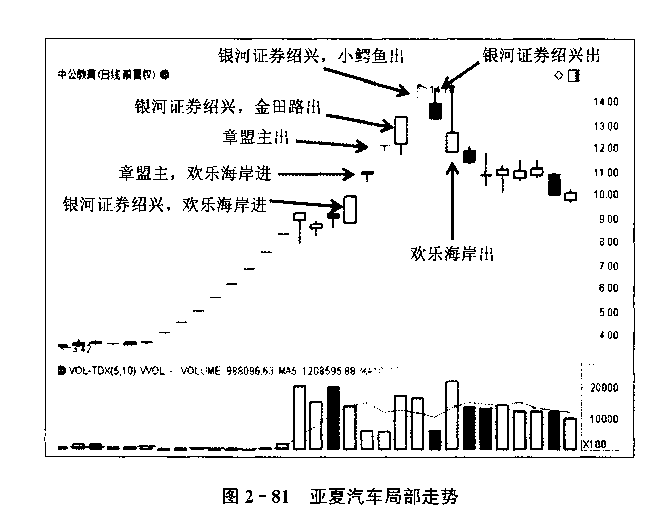 银河证券绍兴，小鳄鱼出
银河证券绍兴出
中公教育(日线
银河证券绍兴，金田路出
章盟主出
章盟主，欢乐海岸进
银河证券绍兴，欢乐海岸进
欢乐海岸出
14.00
13.00
12.00
11.00
10.00
9.00
8.00
7.00
6.00
5.00
4.00
3.42
VOL-TDX(5,10) VVOL - VOLUME 988096.63 MA5 1208595.88
20000
10000
X100
图 2-81 亚夏汽车局部走势